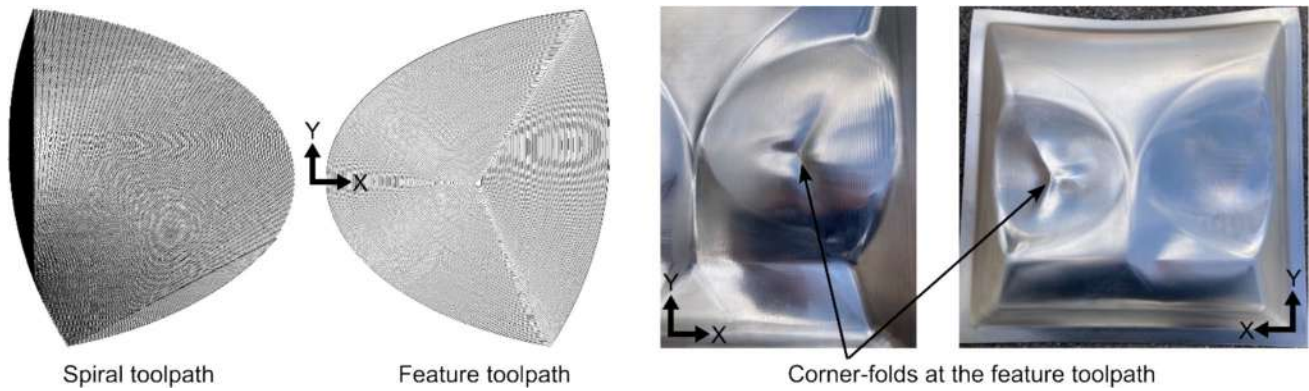 Y
X
Spiral toolpath
Feature toolpath
Y
X
Y
X
Corner-folds at the feature toolpath